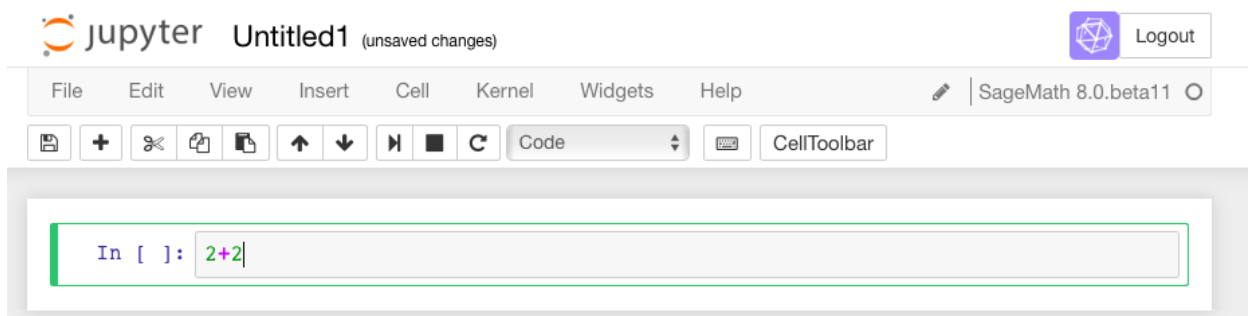 jupyter Untitled1 (unsaved changes) Logout
File Edit View Insert Cell Kernel Widgets Help SageMath 8.0.beta11
Code CellToolbar
In [ ]: 2+2